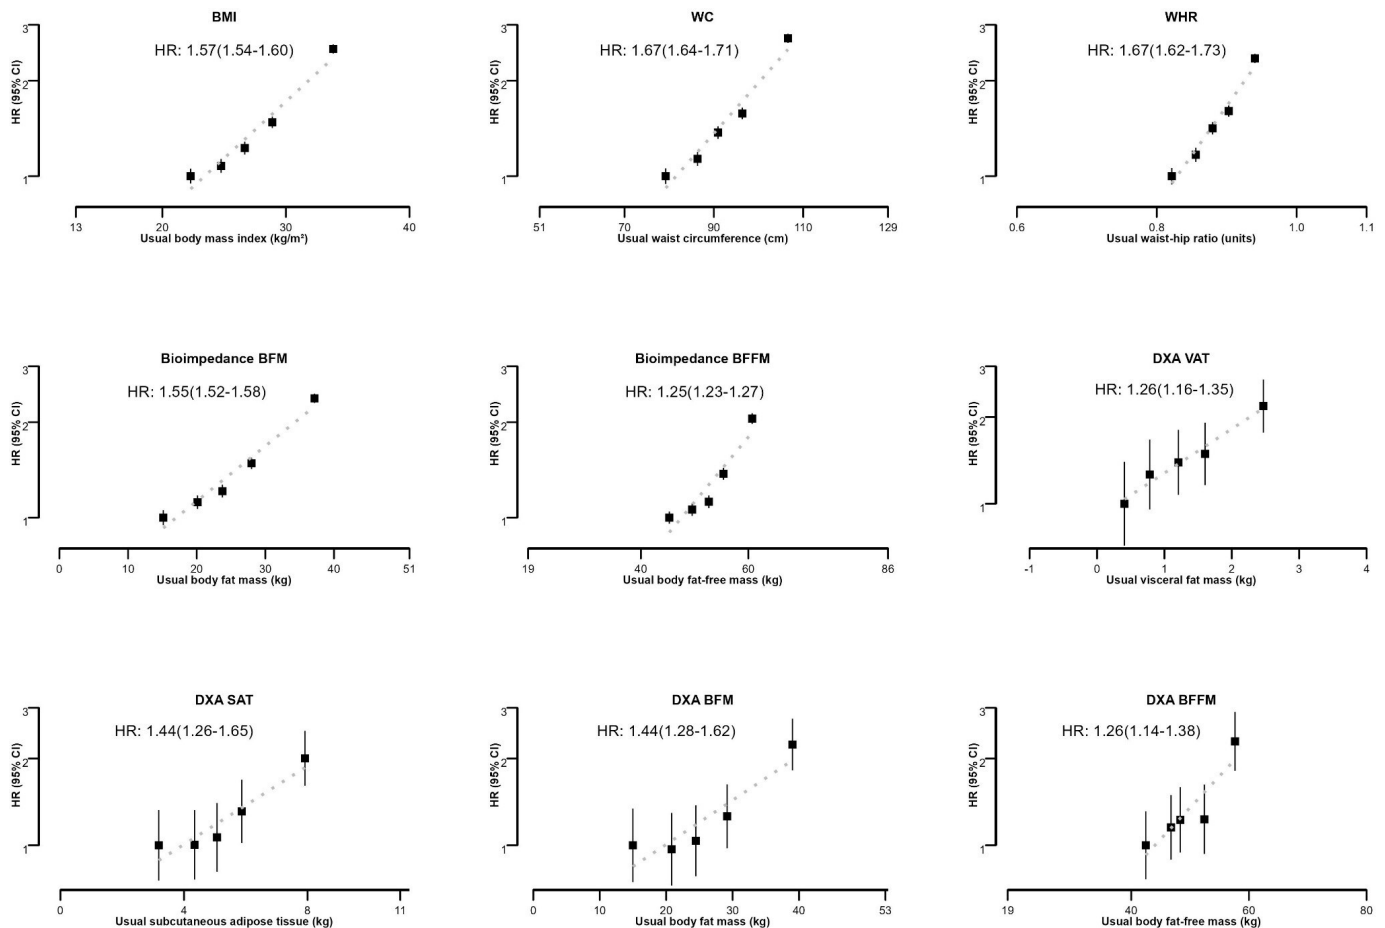 BMI
HR: 1.57(1.54-1.60)
HR (95% CI)
3
2
1
13 20 30 40
Usual body mass index (kg/m²)
WC
HR: 1.67(1.64-1.71)
HR (95% CI)
3
2
1
51 70 90 110 129
Usual waist circumference (cm)
WHR
HR: 1.67(1.62-1.73)
HR (95% CI)
3
2
1
0.6 0.8 1.0 1.1
Usual waist-hip ratio (units)
Bioimpedance BFM
HR: 1.55(1.52-1.58)
HR (95% CI)
3
2
1
0 10 20 30 40 51
Usual body fat mass (kg)
Bioimpedance BFFM
HR: 1.25(1.23-1.27)
HR (95% CI)
3
2
1
19 40 60 86
Usual body fat-free mass (kg)
DXA VAT
HR: 1.26(1.16-1.35)
HR (95% CI)
3
2
1
-1 0 1 2 3 4
Usual visceral fat mass (kg)
DXA SAT
HR: 1.44(1.26-1.65)
HR (95% CI)
3
2
1
0 4 8 11
Usual subcutaneous adipose tissue (kg)
DXA BFM
HR: 1.44(1.28-1.62)
HR (95% CI)
3
2
1
0 10 20 30 40 53
Usual body fat mass (kg)
DXA BFFM
HR: 1.26(1.14-1.38)
HR (95% CI)
3
2
1
19 40 60 80
Usual body fat-free mass (kg)